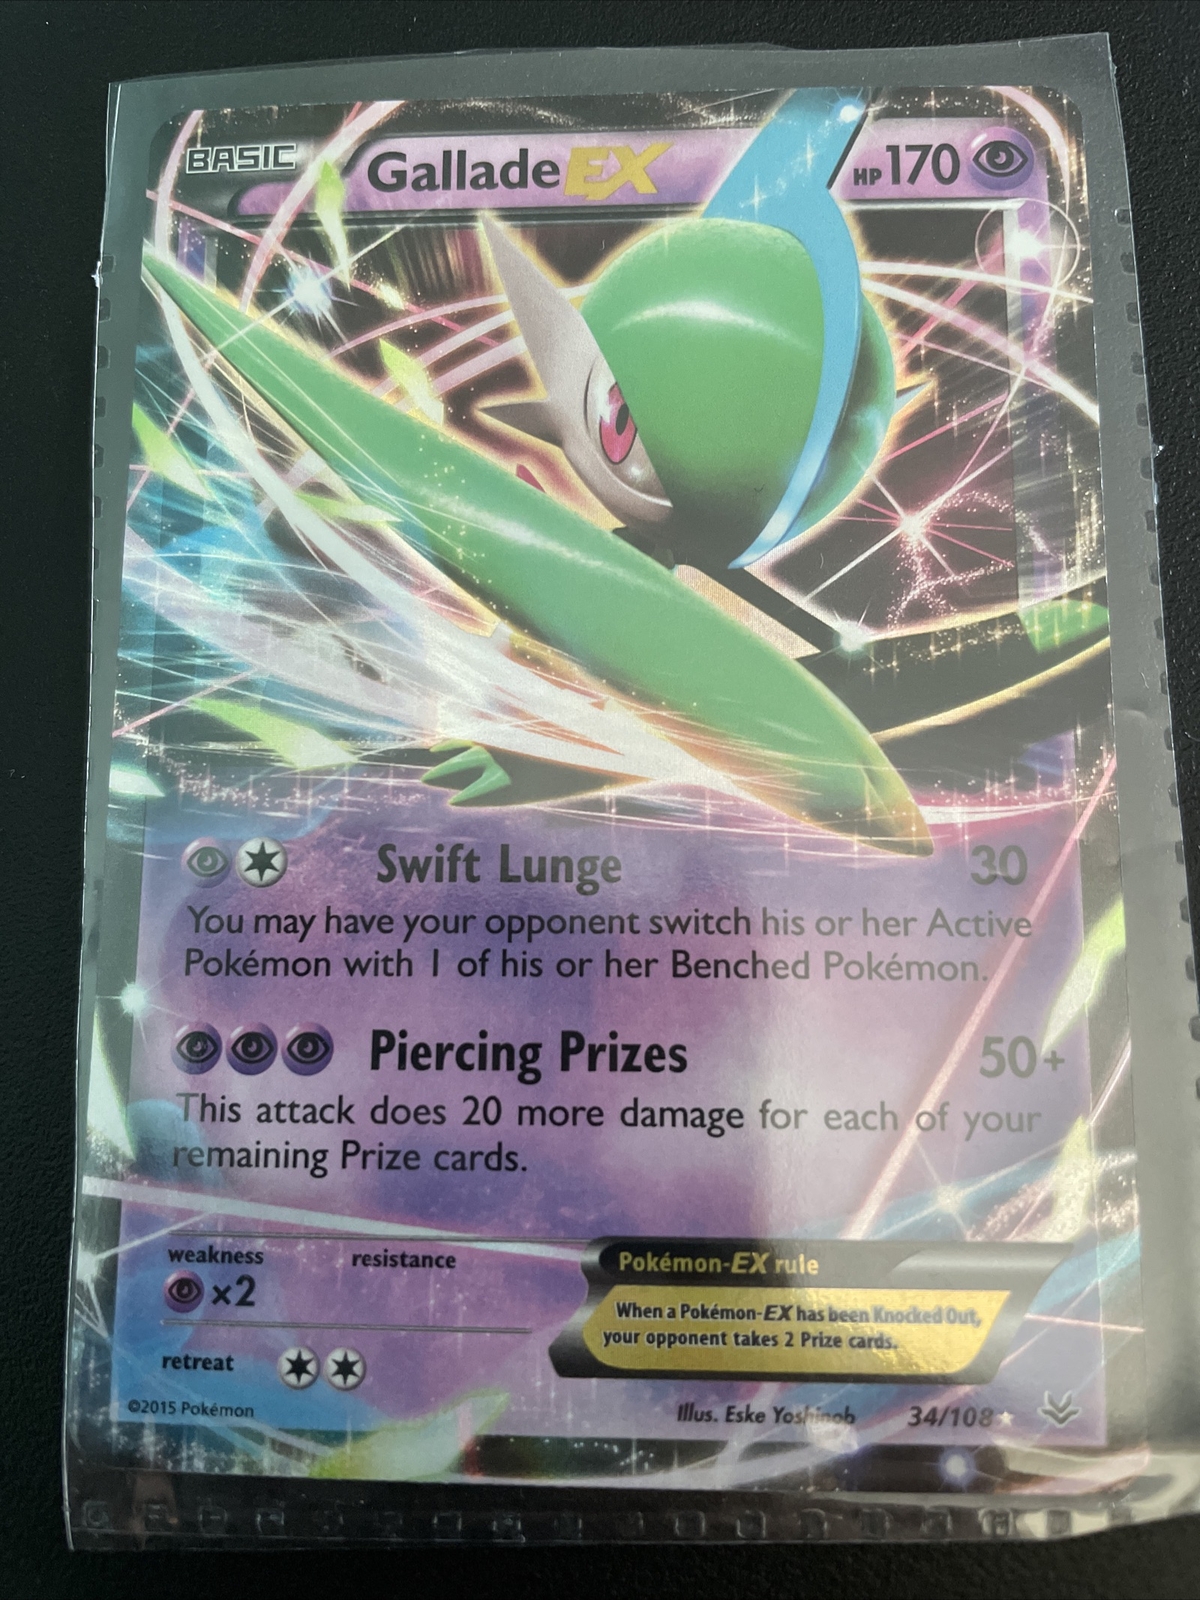 BASIC Gallade EX HP 170
Swift Lunge 30
You may have your opponent switch his or her Active
Pokémon with 1 of his or her Benched Pokémon.
Piercing Prizes 50+
This attack does 20 more damage for each of your
remaining Prize cards.
weakness resistance
×2
retreat
Pokémon-EX rule
When a Pokémon-EX has been Knocked Out,
your opponent takes 2 Prize cards.
©2015 Pokémon
Illus. Eske Yoshinob 34/108